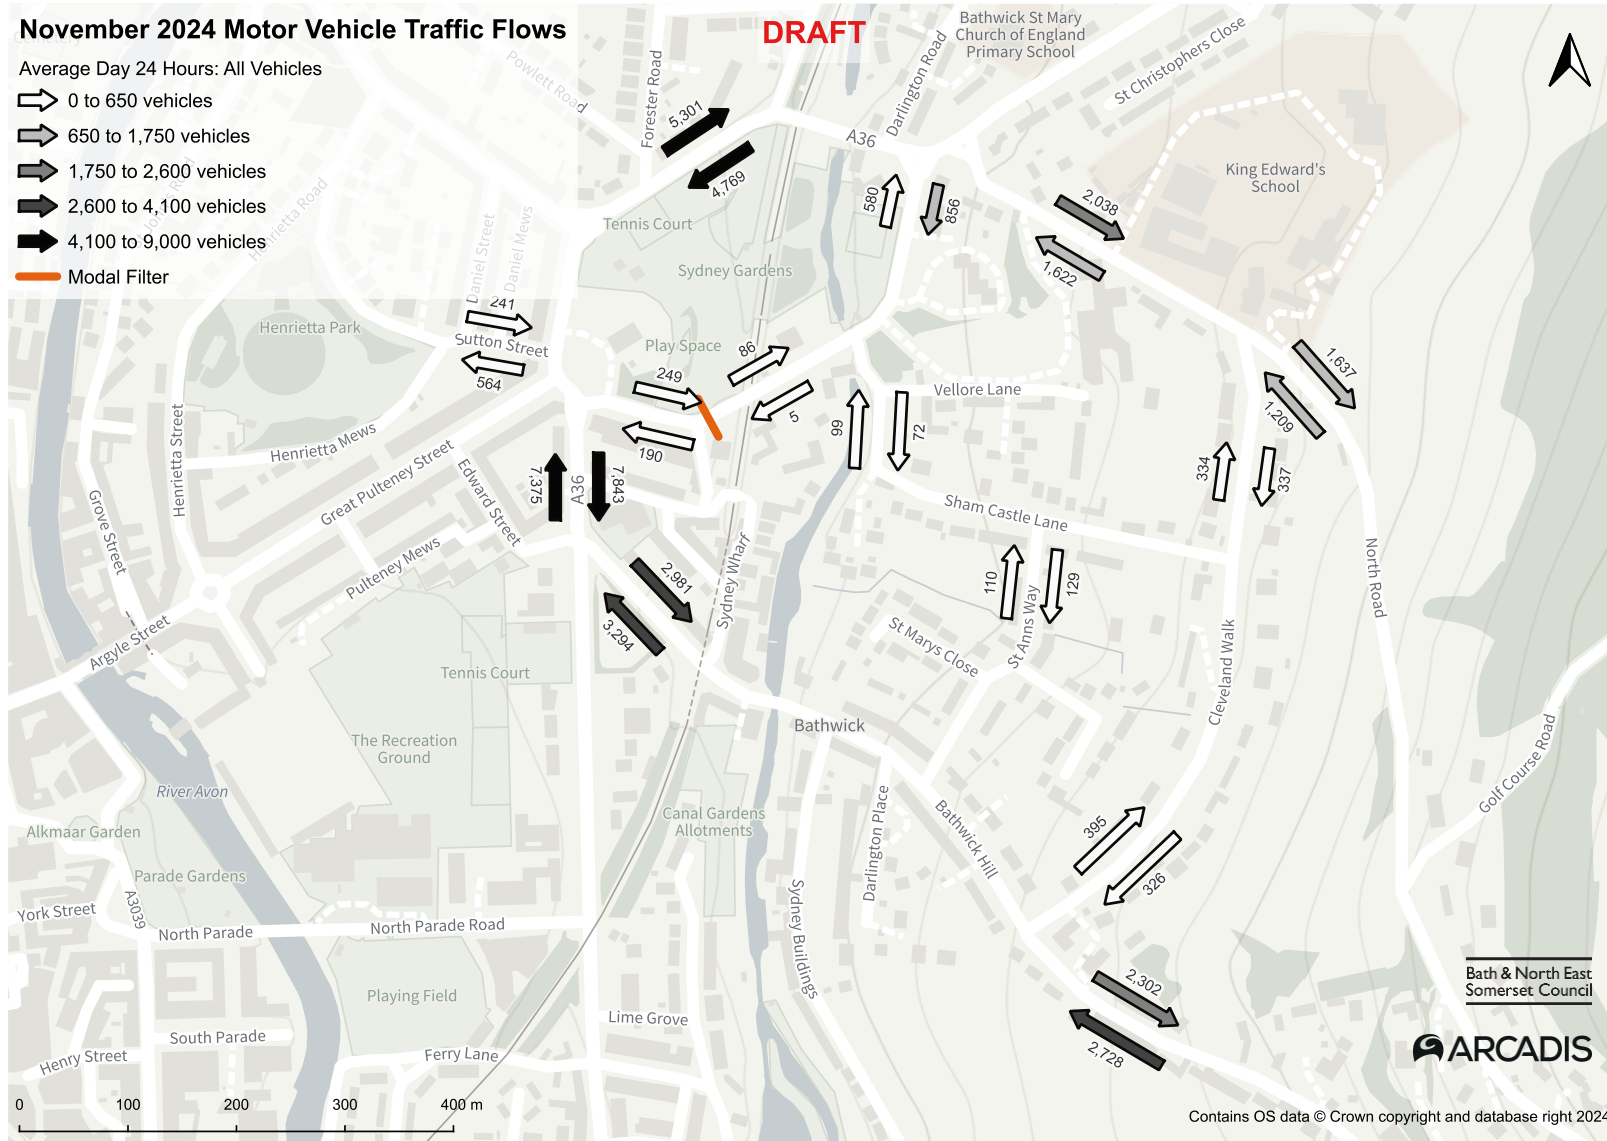 November 2024 Motor Vehicle Traffic Flows
DRAFT
Average Day 24 Hours: All Vehicles
0 to 650 vehicles
650 to 1,750 vehicles
1,750 to 2,600 vehicles
2,600 to 4,100 vehicles
4,100 to 9,000 vehicles
Modal Filter
Bathwick St Mary
Church of England
Primary School
St Christophers Close
Darlington Road
Powlett Road
Forester Road
Henrietta Road
Daniel Street
Daniel Mews
A36
King Edward's
School
5,301
4,769
580
856
2,038
1,622
Tennis Court
Sydney Gardens
Henrietta Park
241
Sutton Street
564
Play Space
86
249
5
190
99
72
Vellore Lane
1,637
1,209
Henrietta Street
Henrietta Mews
Great Pulteney Street
Edward Street
Pulteney Mews
Grove Street
Argyle Street
7,375
A36
7,843
334
337
Sham Castle Lane
North Road
2,981
3,294
Sydney Wharf
110
129
St Marys Close
St Anns Way
Cleveland Walk
Tennis Court
Bathwick
The Recreation
Ground
River Avon
Golf Course Road
Canal Gardens
Allotments
Alkmaar Garden
Parade Gardens
Darlington Place
Bathwick Hill
395
326
York Street
A3039
North Parade
North Parade Road
Sydney Buildings
Playing Field
2,302
2,728
South Parade
Henry Street
Ferry Lane
Lime Grove
Bath & North East
Somerset Council
ARCADIS
0 100 200 300 400 m
Contains OS data © Crown copyright and database right 2024